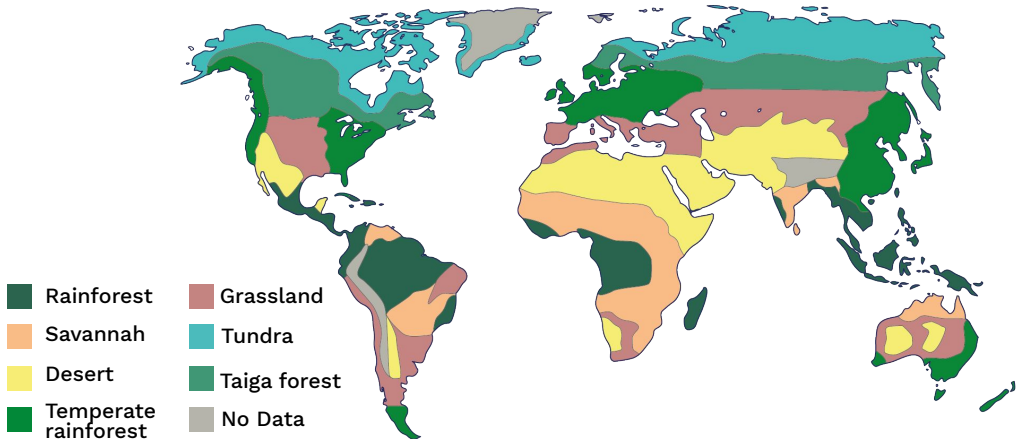 Rainforest
Savannah
Desert
Temperate
rainforest
Grassland
Tundra
Taiga forest
No Data